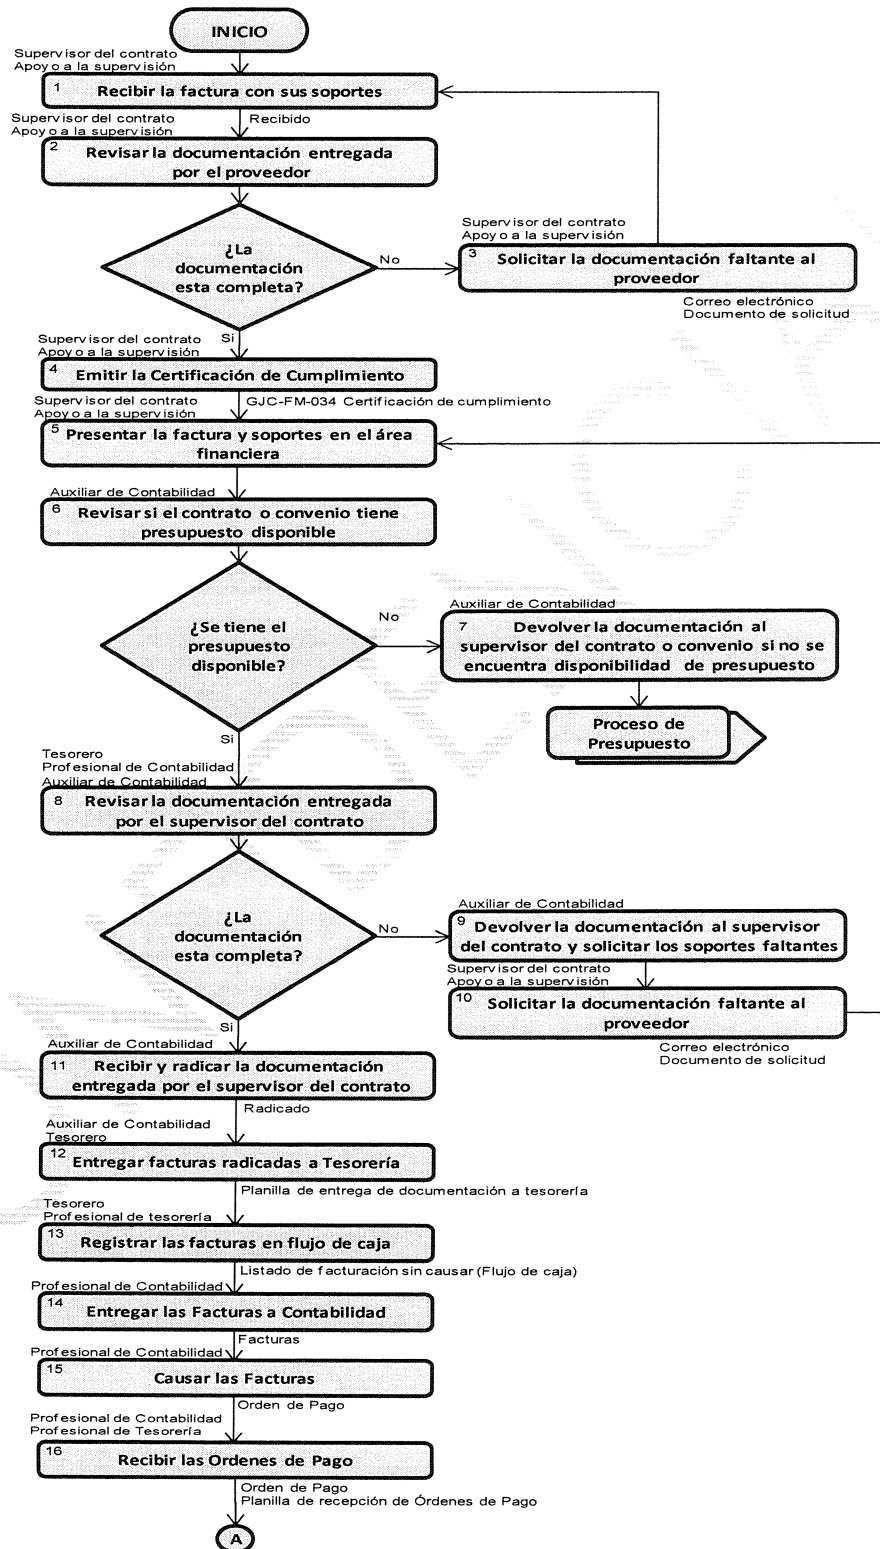 INICIO
Supervisor del contrato
Apoyo a la supervisión
1 Recibir la factura con sus soportes
Supervisor del contrato
Apoyo a la supervisión
Recibido
2 Revisar la documentación entregada
por el proveedor
¿La
documentación
esta completa?
No
Supervisor del contrato
Apoyo a la supervisión
3 Solicitar la documentación faltante al
proveedor
Correo electrónico
Documento de solicitud
Si
Supervisor del contrato
Apoyo a la supervisión
4 Emitir la Certificación de Cumplimiento
GJC-FM-034 Certificación de cumplimiento
Supervisor del contrato
Apoyo a la supervisión
5 Presentar la factura y soportes en el área
financiera
Auxiliar de Contabilidad
6 Revisar si el contrato o convenio tiene
presupuesto disponible
¿Se tiene el
presupuesto
disponible?
No
Auxiliar de Contabilidad
7 Devolver la documentación al
supervisor del contrato o convenio si no se
encuentra disponibilidad de presupuesto
Proceso de
Presupuesto
Si
Tesorero
Profesional de Contabilidad
Auxiliar de Contabilidad
8 Revisar la documentación entregada
por el supervisor del contrato
¿La
documentación
esta completa?
No
Auxiliar de Contabilidad
9 Devolver la documentación al supervisor
del contrato y solicitar los soportes faltantes
Supervisor del contrato
Apoyo a la supervisión
10 Solicitar la documentación faltante al
proveedor
Correo electrónico
Documento de solicitud
Si
Auxiliar de Contabilidad
11 Recibir y radicar la documentación
entregada por el supervisor del contrato
Radicado
Auxiliar de Contabilidad
Tesorero
12 Entregar facturas radicadas a Tesorería
Planilla de entrega de documentación a tesorería
Tesorero
Profesional de tesorería
13 Registrar las facturas en flujo de caja
Listado de facturación sin causar (Flujo de caja)
Profesional de Contabilidad
14 Entregar las Facturas a Contabilidad
Facturas
Profesional de Contabilidad
15 Causar las Facturas
Orden de Pago
Profesional de Contabilidad
Profesional de Tesorería
16 Recibir las Ordenes de Pago
Orden de Pago
Planilla de recepción de Órdenes de Pago
A